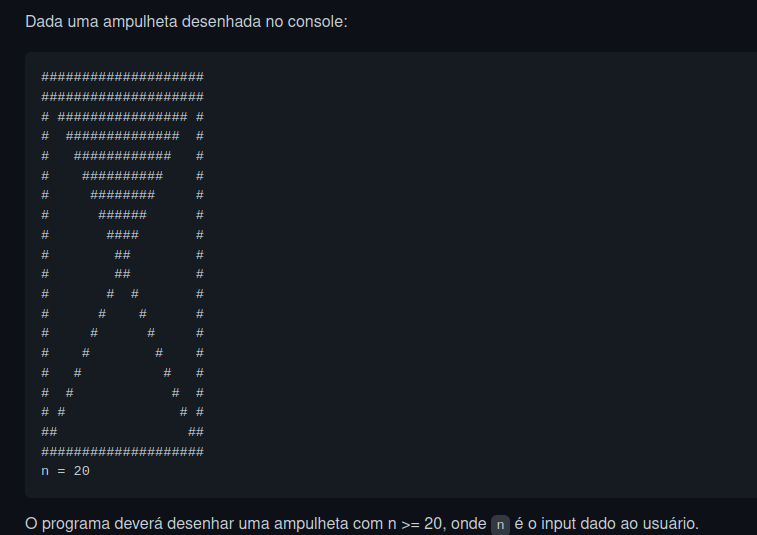 Dada uma ampulheta desenhada no console:
####################
####################
# ################ #
#  ##############  #
#   ############   #
#    ##########    #
#     ########     #
#      ######      #
#       ####       #
#        ##        #
#        ##        #
#       #  #       #
#      #    #      #
#     #      #     #
#    #        #    #
#   #          #   #
#  #            #  #
# #              # #
##                ##
####################
n = 20
O programa deverá desenhar uma ampulheta com n >= 20, onde n é o input dado ao usuário.